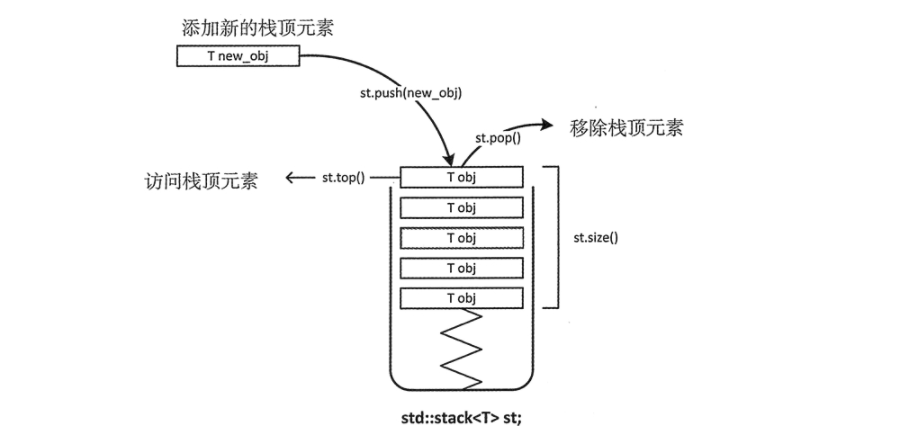 添加新的栈顶元素
T new_obj
st.push(new_obj)
st.pop()
移除栈顶元素
访问栈顶元素
st.top()
T obj
T obj
T obj
T obj
T obj
st.size()
std::stack<T> st;